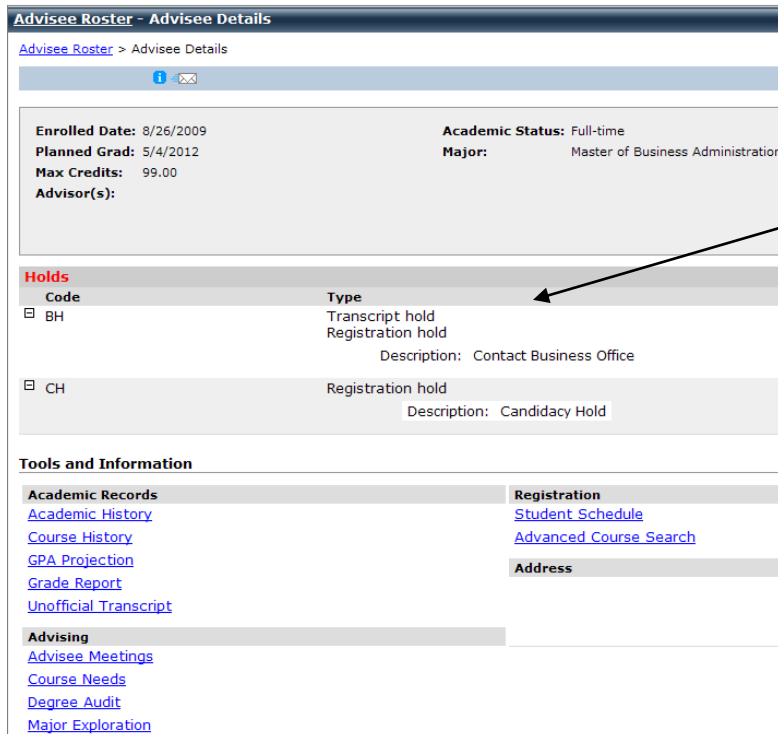 Advisee Roster - Advisee Details
Advisee Roster > Advisee Details
Enrolled Date: 8/26/2009 Academic Status: Full-time
Planned Grad: 5/4/2012 Major: Master of Business Administration
Max Credits: 99.00
Advisor(s):
Holds
Code Type
BH Transcript hold
Registration hold
Description: Contact Business Office
CH Registration hold
Description: Candidacy Hold
Tools and Information
Academic Records Registration
Academic History Student Schedule
Course History Advanced Course Search
GPA Projection Address
Grade Report
Unofficial Transcript
Advising
Advisee Meetings
Course Needs
Degree Audit
Major Exploration